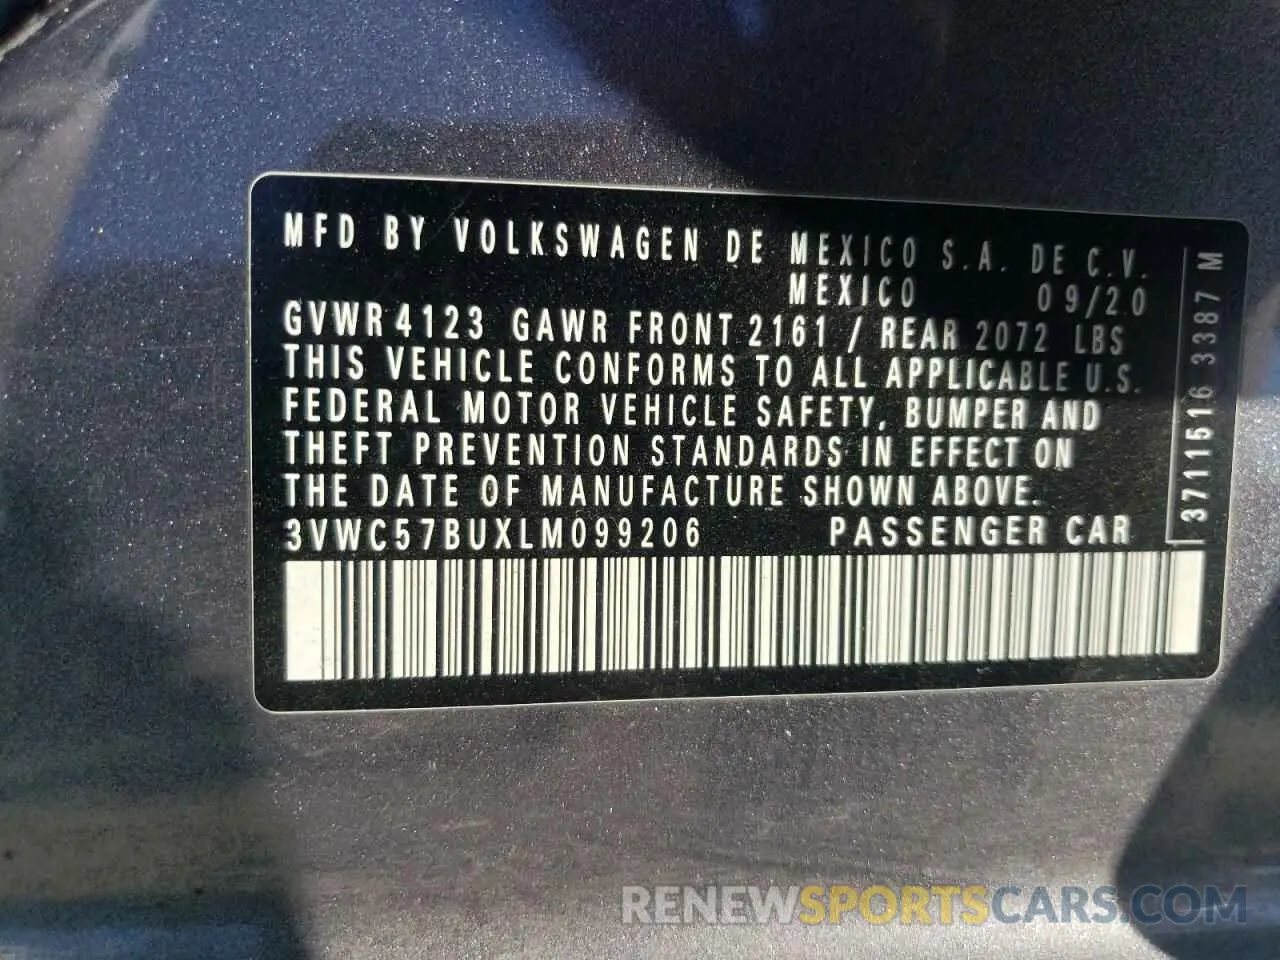 MFD BY VOLKSWAGEN DE MEXICO S.A. DE C.V.
MEXICO 09/20
GVWR 4123 GAWR FRONT 2161 / REAR 2072 LBS
THIS VEHICLE CONFORMS TO ALL APPLICABLE U.S.
FEDERAL MOTOR VEHICLE SAFETY, BUMPER AND
THEFT PREVENTION STANDARDS IN EFFECT ON
THE DATE OF MANUFACTURE SHOWN ABOVE.
3VWC57BUXLM099206 PASSENGER CAR
3711516 3387 M
RENEWSPORTSCARS.COM